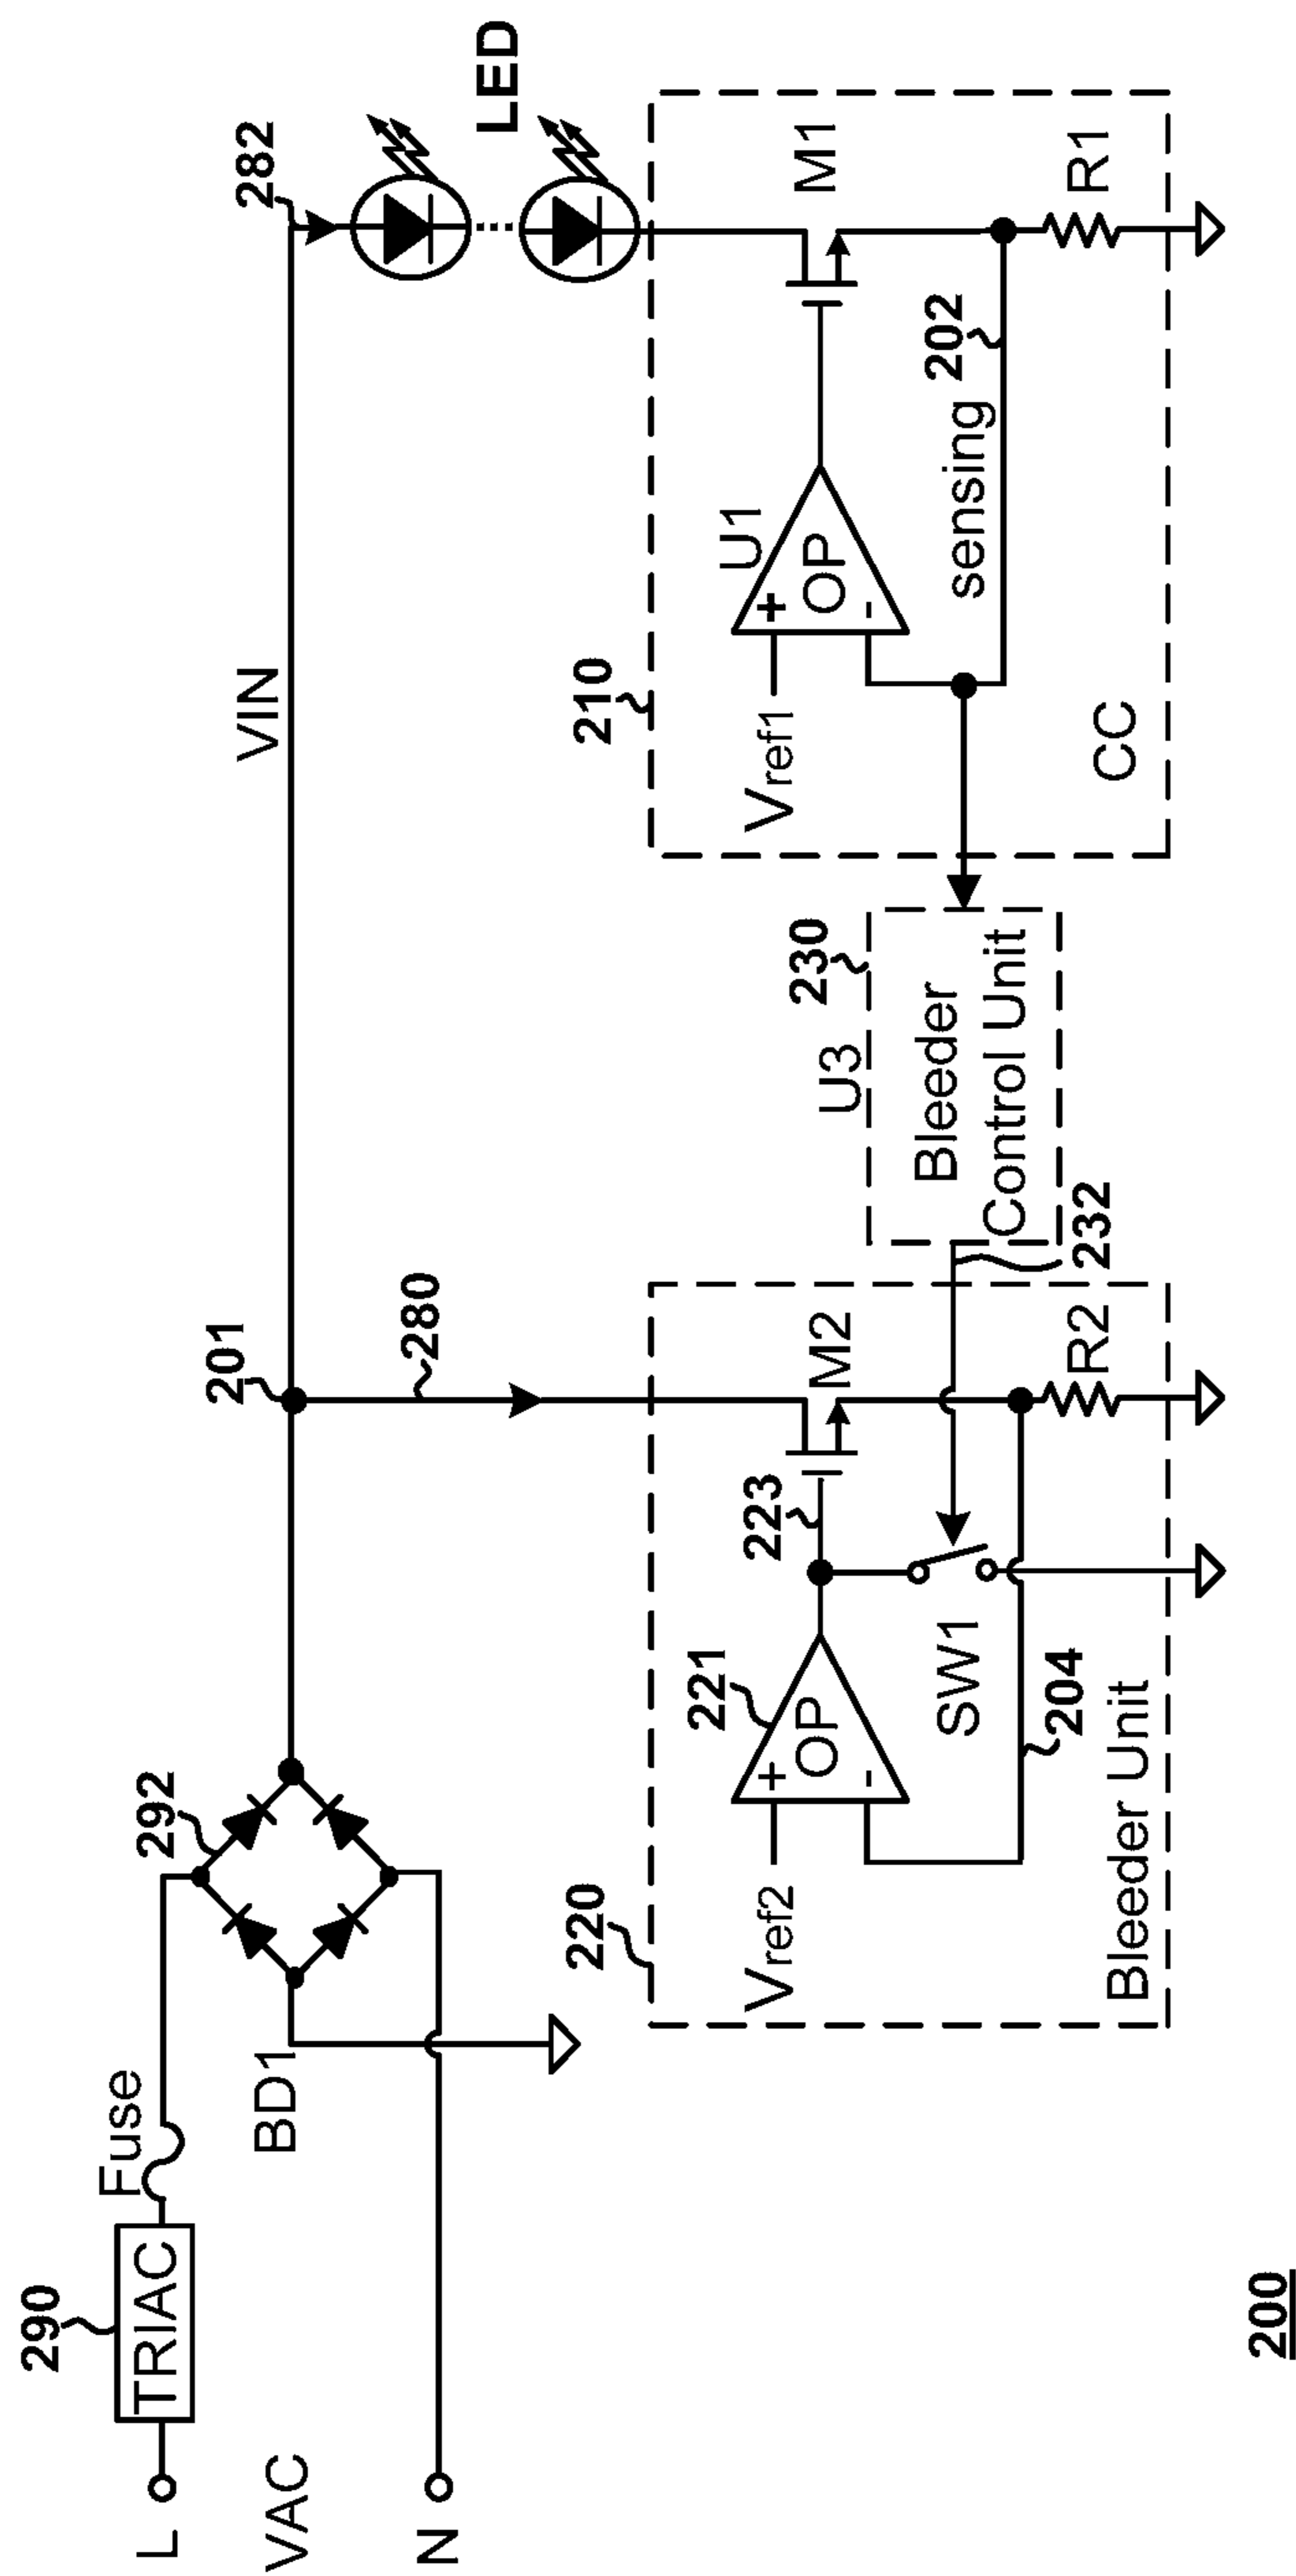 290
TRIAC
Fuse
L
VAC
N
BD1
292
201
VIN
282
LED
280
220
Vref2
221
+
OP
-
223
M2
SW1
204
R2
Bleeder Unit
232
U3
230
Bleeder
Control Unit
210
Vref1
U1
+
OP
-
M1
sensing
202
R1
CC
200